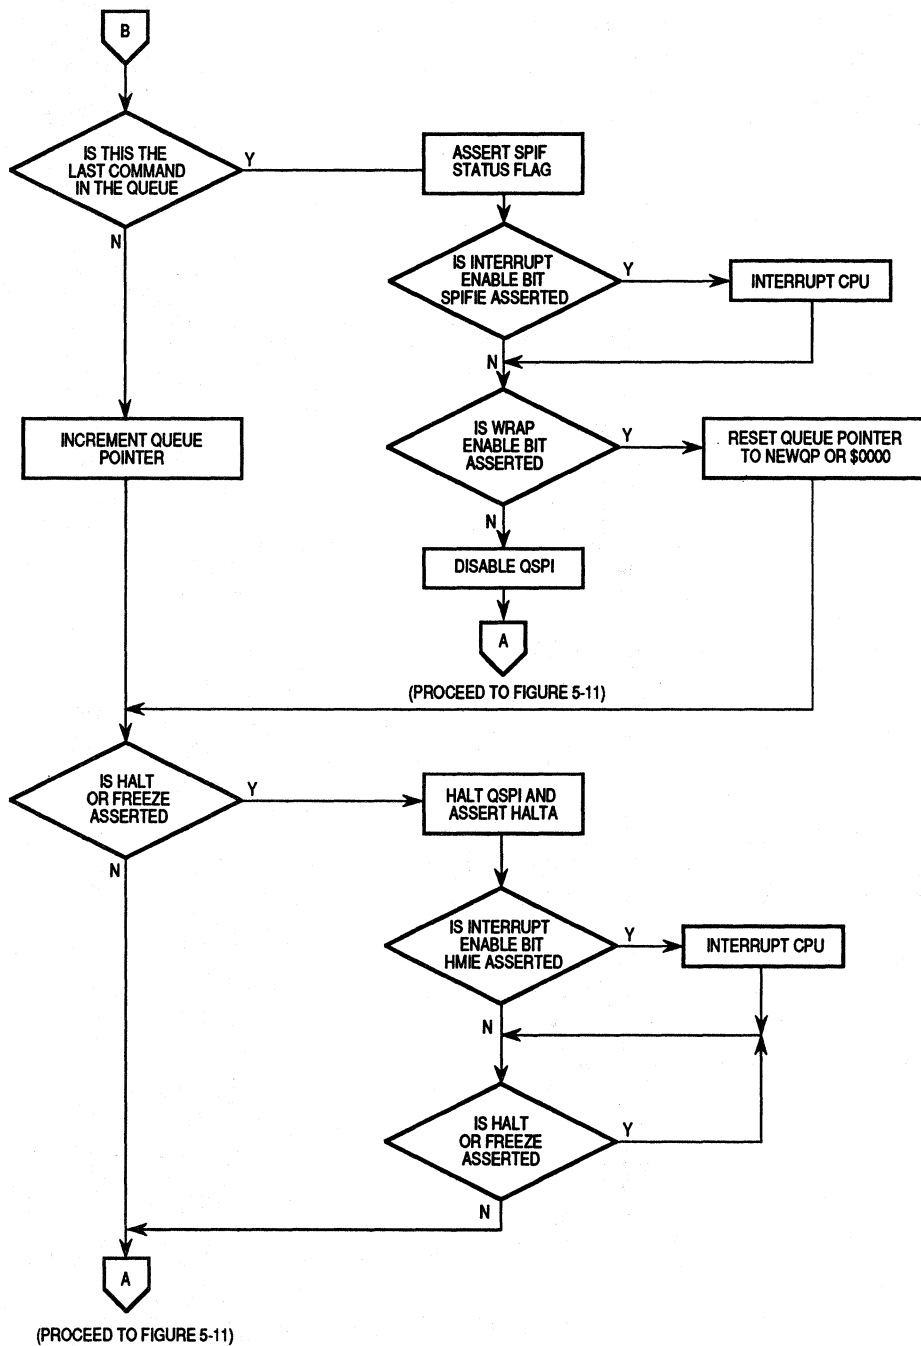 B
IS THIS THE
LAST COMMAND
IN THE QUEUE
Y
N
ASSERT SPIF
STATUS FLAG
IS INTERRUPT
ENABLE BIT
SPIFIE ASSERTED
Y
INTERRUPT CPU
N
IS WRAP
ENABLE BIT
ASSERTED
Y
RESET QUEUE POINTER
TO NEWQP OR $0000
N
INCREMENT QUEUE
POINTER
DISABLE QSPI
A
(PROCEED TO FIGURE 5-11)
IS HALT
OR FREEZE
ASSERTED
Y
N
HALT QSPI AND
ASSERT HALTA
IS INTERRUPT
ENABLE BIT
HMIE ASSERTED
Y
INTERRUPT CPU
N
IS HALT
OR FREEZE
ASSERTED
Y
N
A
(PROCEED TO FIGURE 5-11)